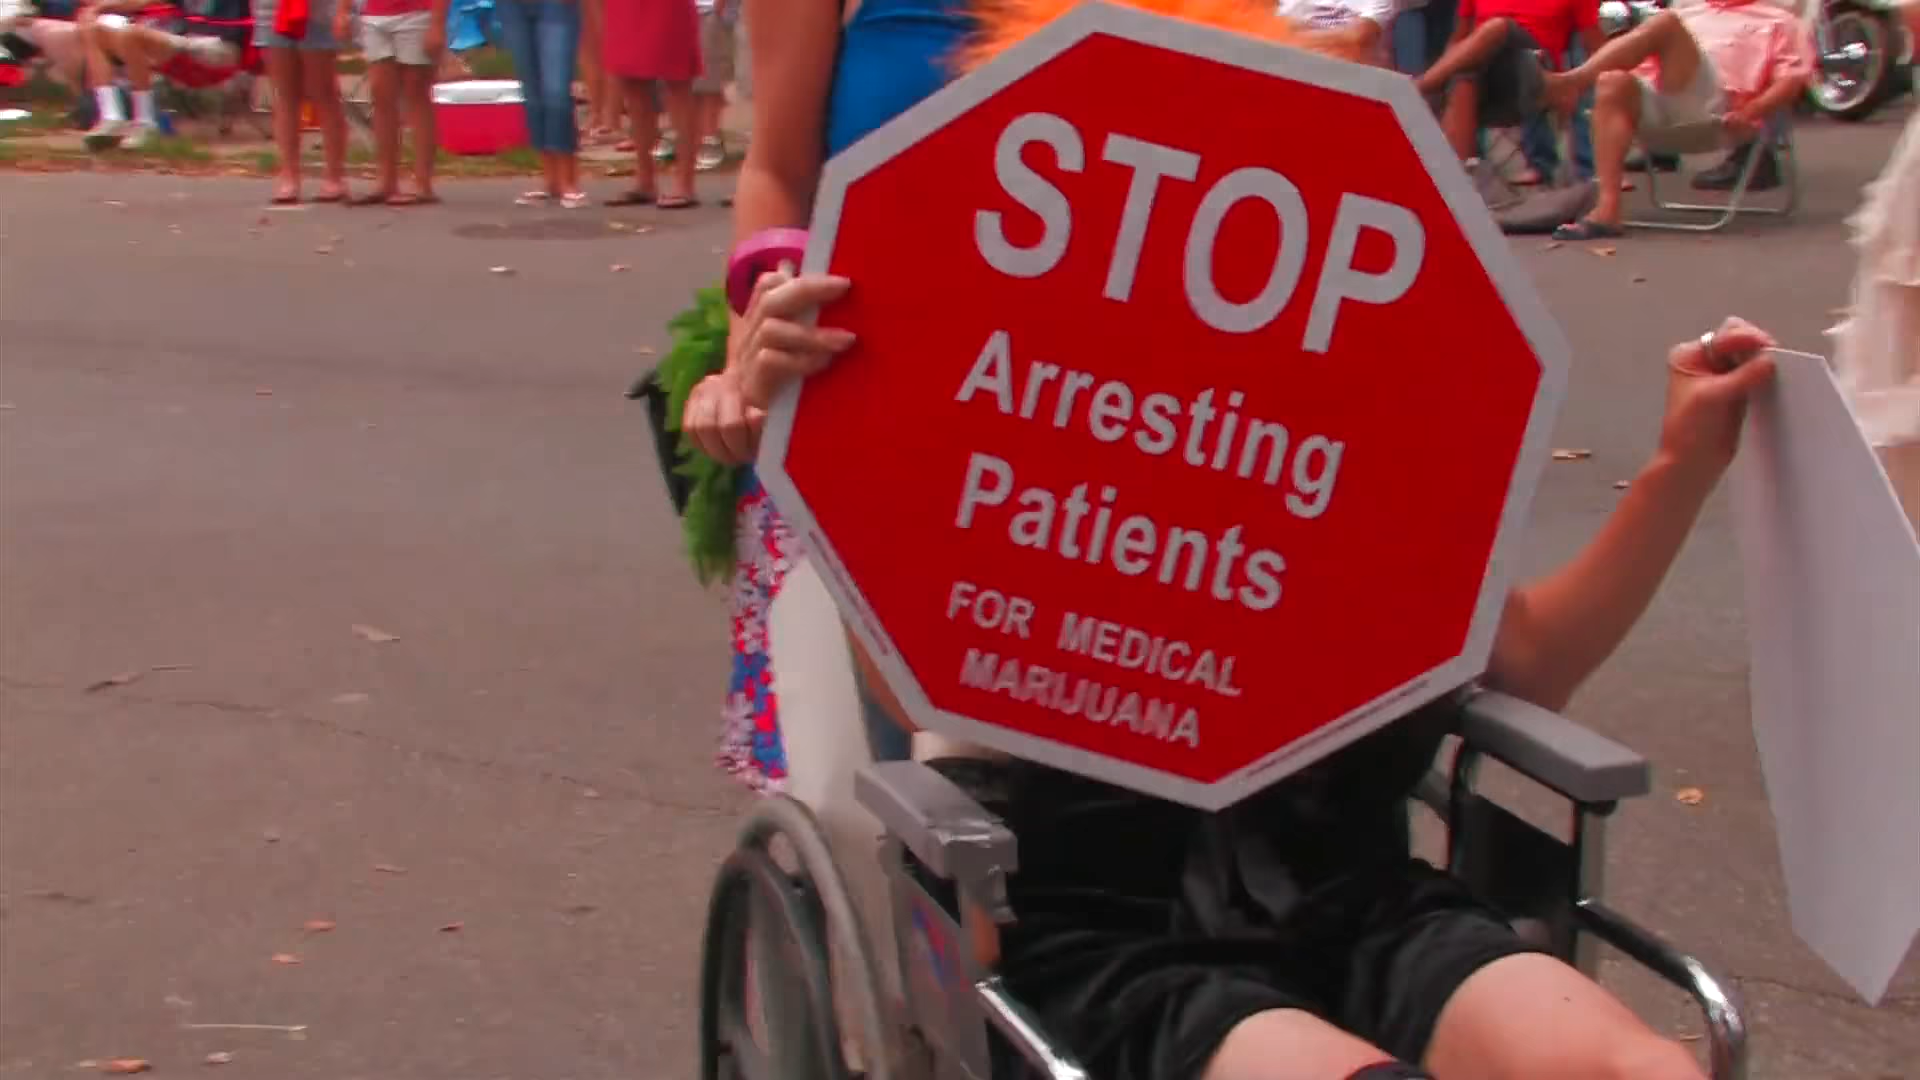 STOP
Arresting
Patients
FOR MEDICAL
MARIJUANA